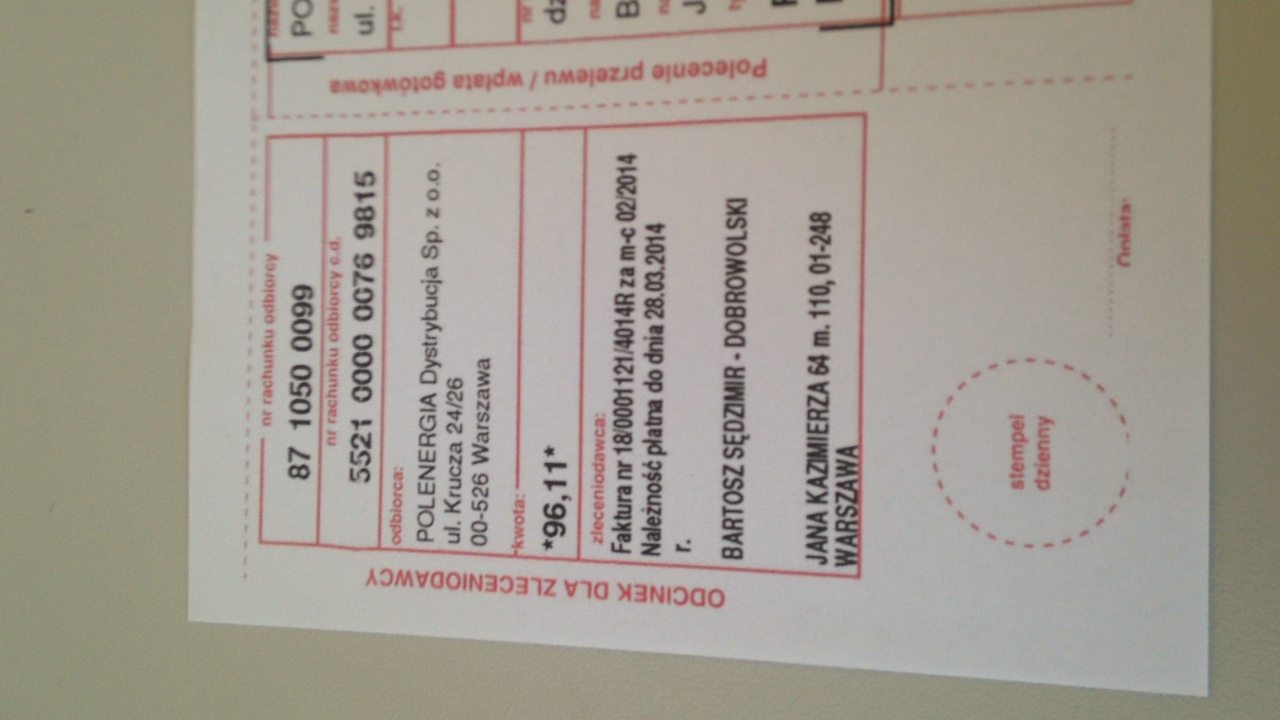 nr rachunku odbiorcy
87 1050 0099
nr rachunku odbiorcy c.d.
5521 0000 0076 9815
odbiorca:
POLENERGIA Dystrybucja Sp. z o.o.
ul. Krucza 24/26
00-526 Warszawa
kwota:
*96,11*
zleceniodawca:
Faktura nr 18/0001121/4014R za m-c 02/2014
Należność płatna do dnia 28.03.2014
r.
BARTOSZ SĘDZIMIR - DOBROWOLSKI
JANA KAZIMIERZA 64 m. 110, 01-248
WARSZAWA
ODCINEK DLA ZLECENIODAWCY
stempel
dzienny
Opłata:
Polecenie przelewu / wpłata gotówkowa
PO
ul.
dz
B
J